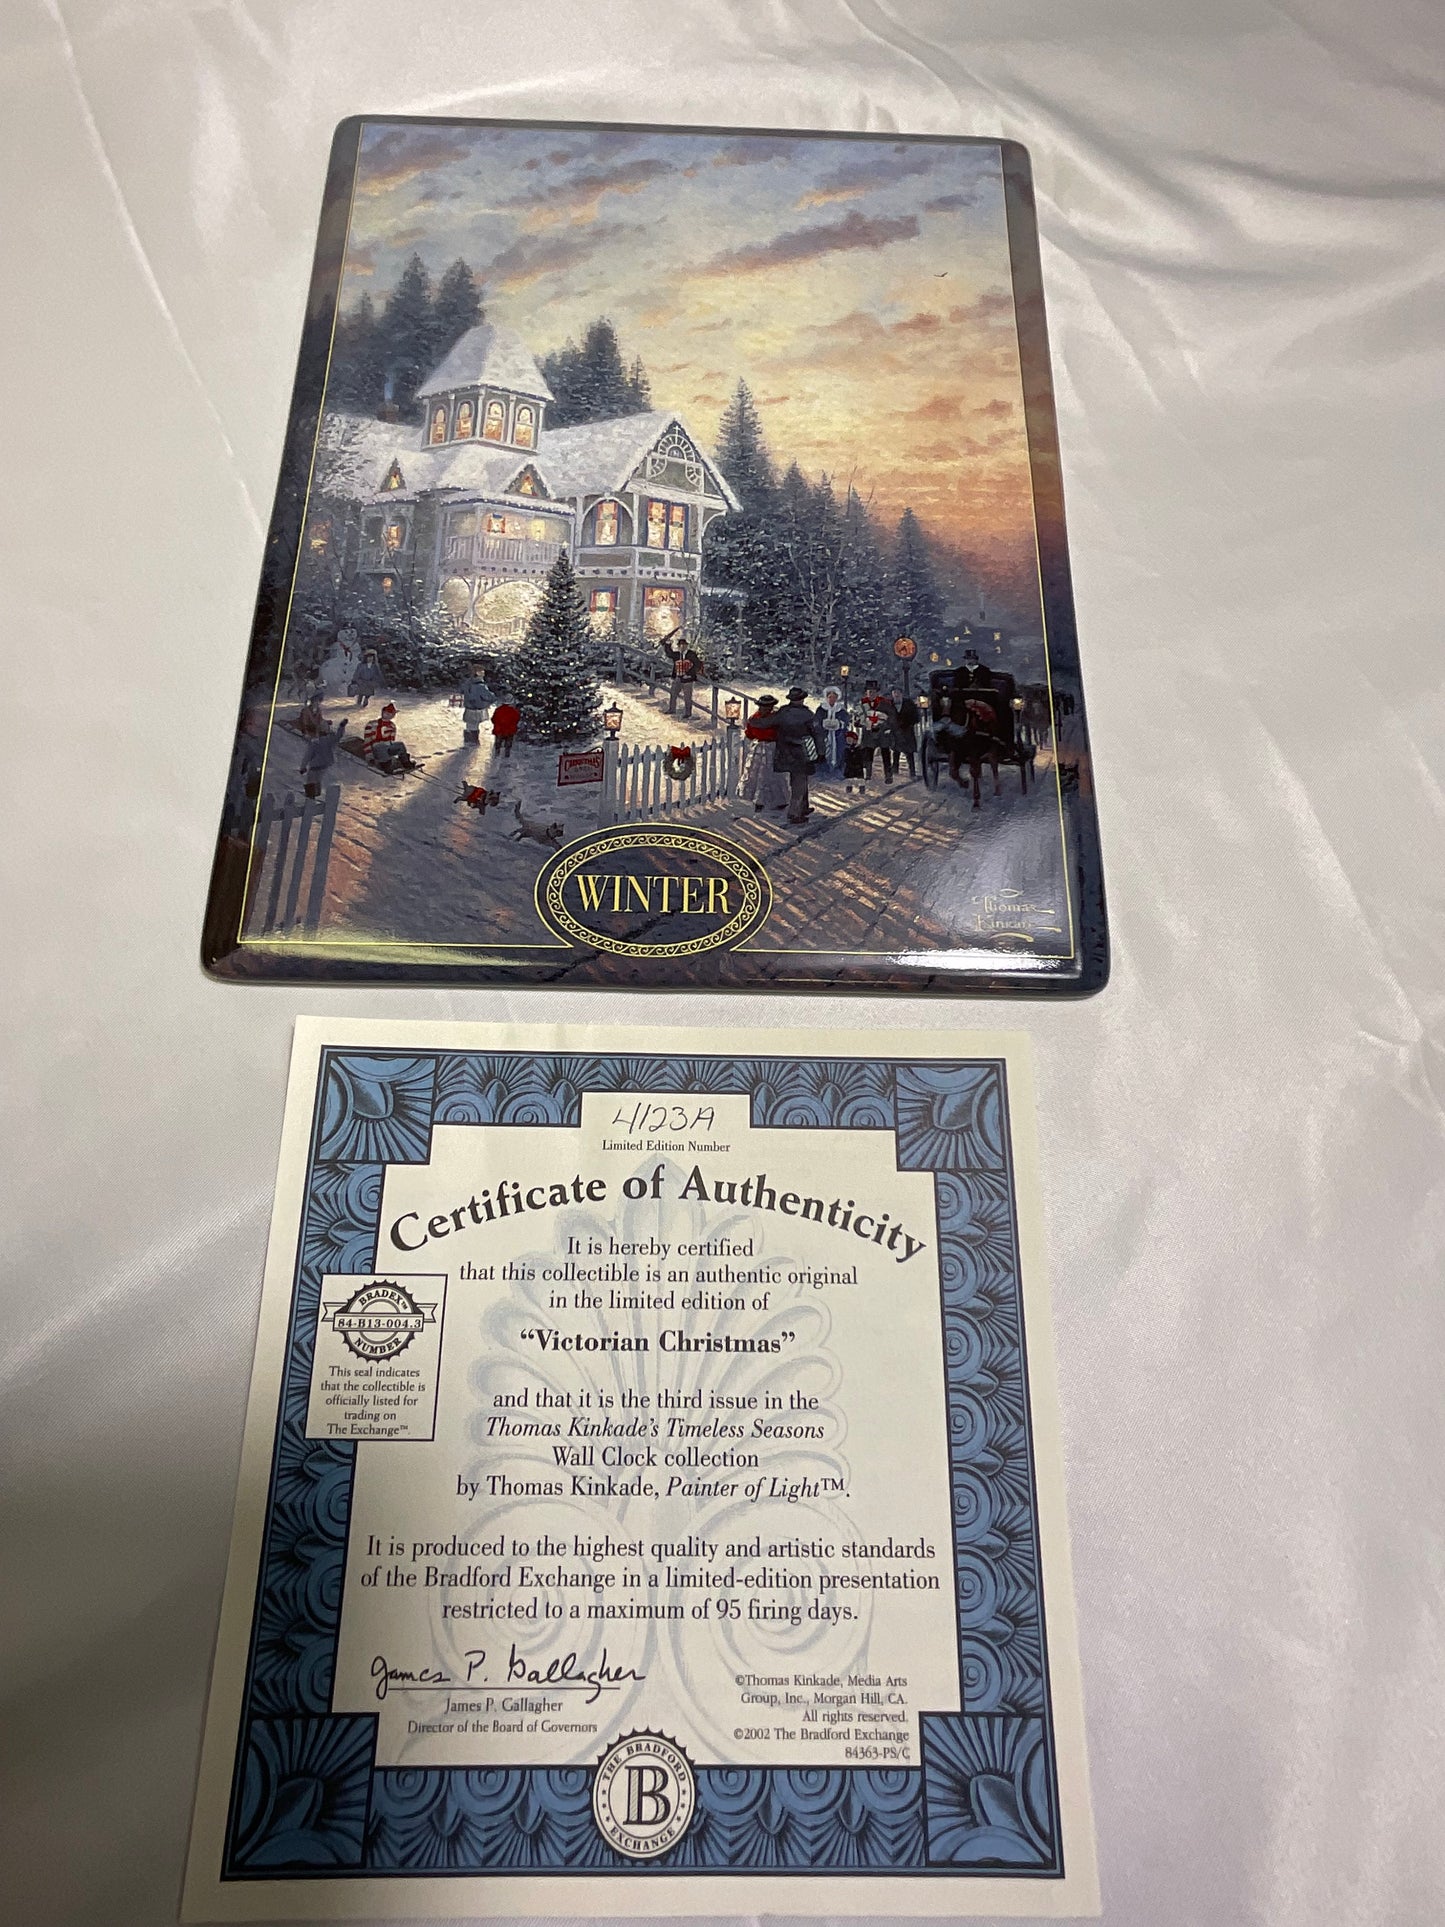 CHRISTMAS
WINTER
Thomas
Kinkade
4123A
Limited Edition Number
Certificate of Authenticity
It is hereby certified
that this collectible is an authentic original
in the limited edition of
“Victorian Christmas”
and that it is the third issue in the
Thomas Kinkade’s Timeless Seasons
Wall Clock collection
by Thomas Kinkade, Painter of Light™.
BRADEX™
84-B13-004.3
NUMBER
This seal indicates
that the collectible is
officially listed for
trading on
The Exchange™.
It is produced to the highest quality and artistic standards
of the Bradford Exchange in a limited-edition presentation
restricted to a maximum of 95 firing days.
James P. Gallagher
James P. Gallagher
Director of the Board of Governors
©Thomas Kinkade, Media Arts
Group, Inc., Morgan Hill, CA.
All rights reserved.
©2002 The Bradford Exchange
84363-PS/C
THE BRADFORD
B
EXCHANGE